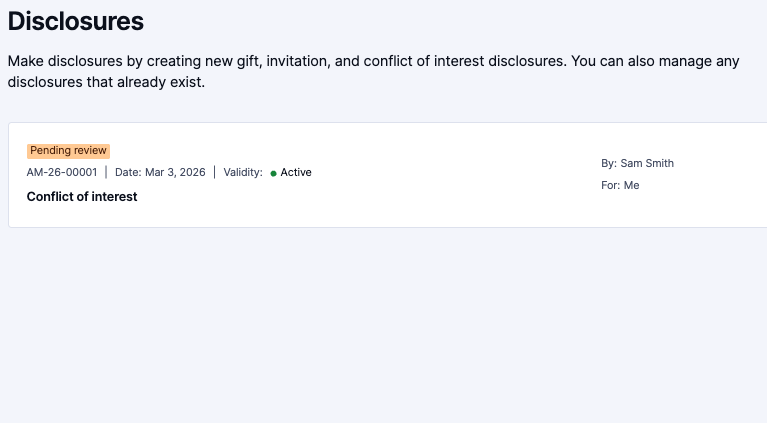 Disclosures
Make disclosures by creating new gift, invitation, and conflict of interest disclosures. You can also manage any
disclosures that already exist.
Pending review
AM-26-00001 | Date: Mar 3, 2026 | Validity: ● Active
Conflict of interest
By: Sam Smith
For: Me